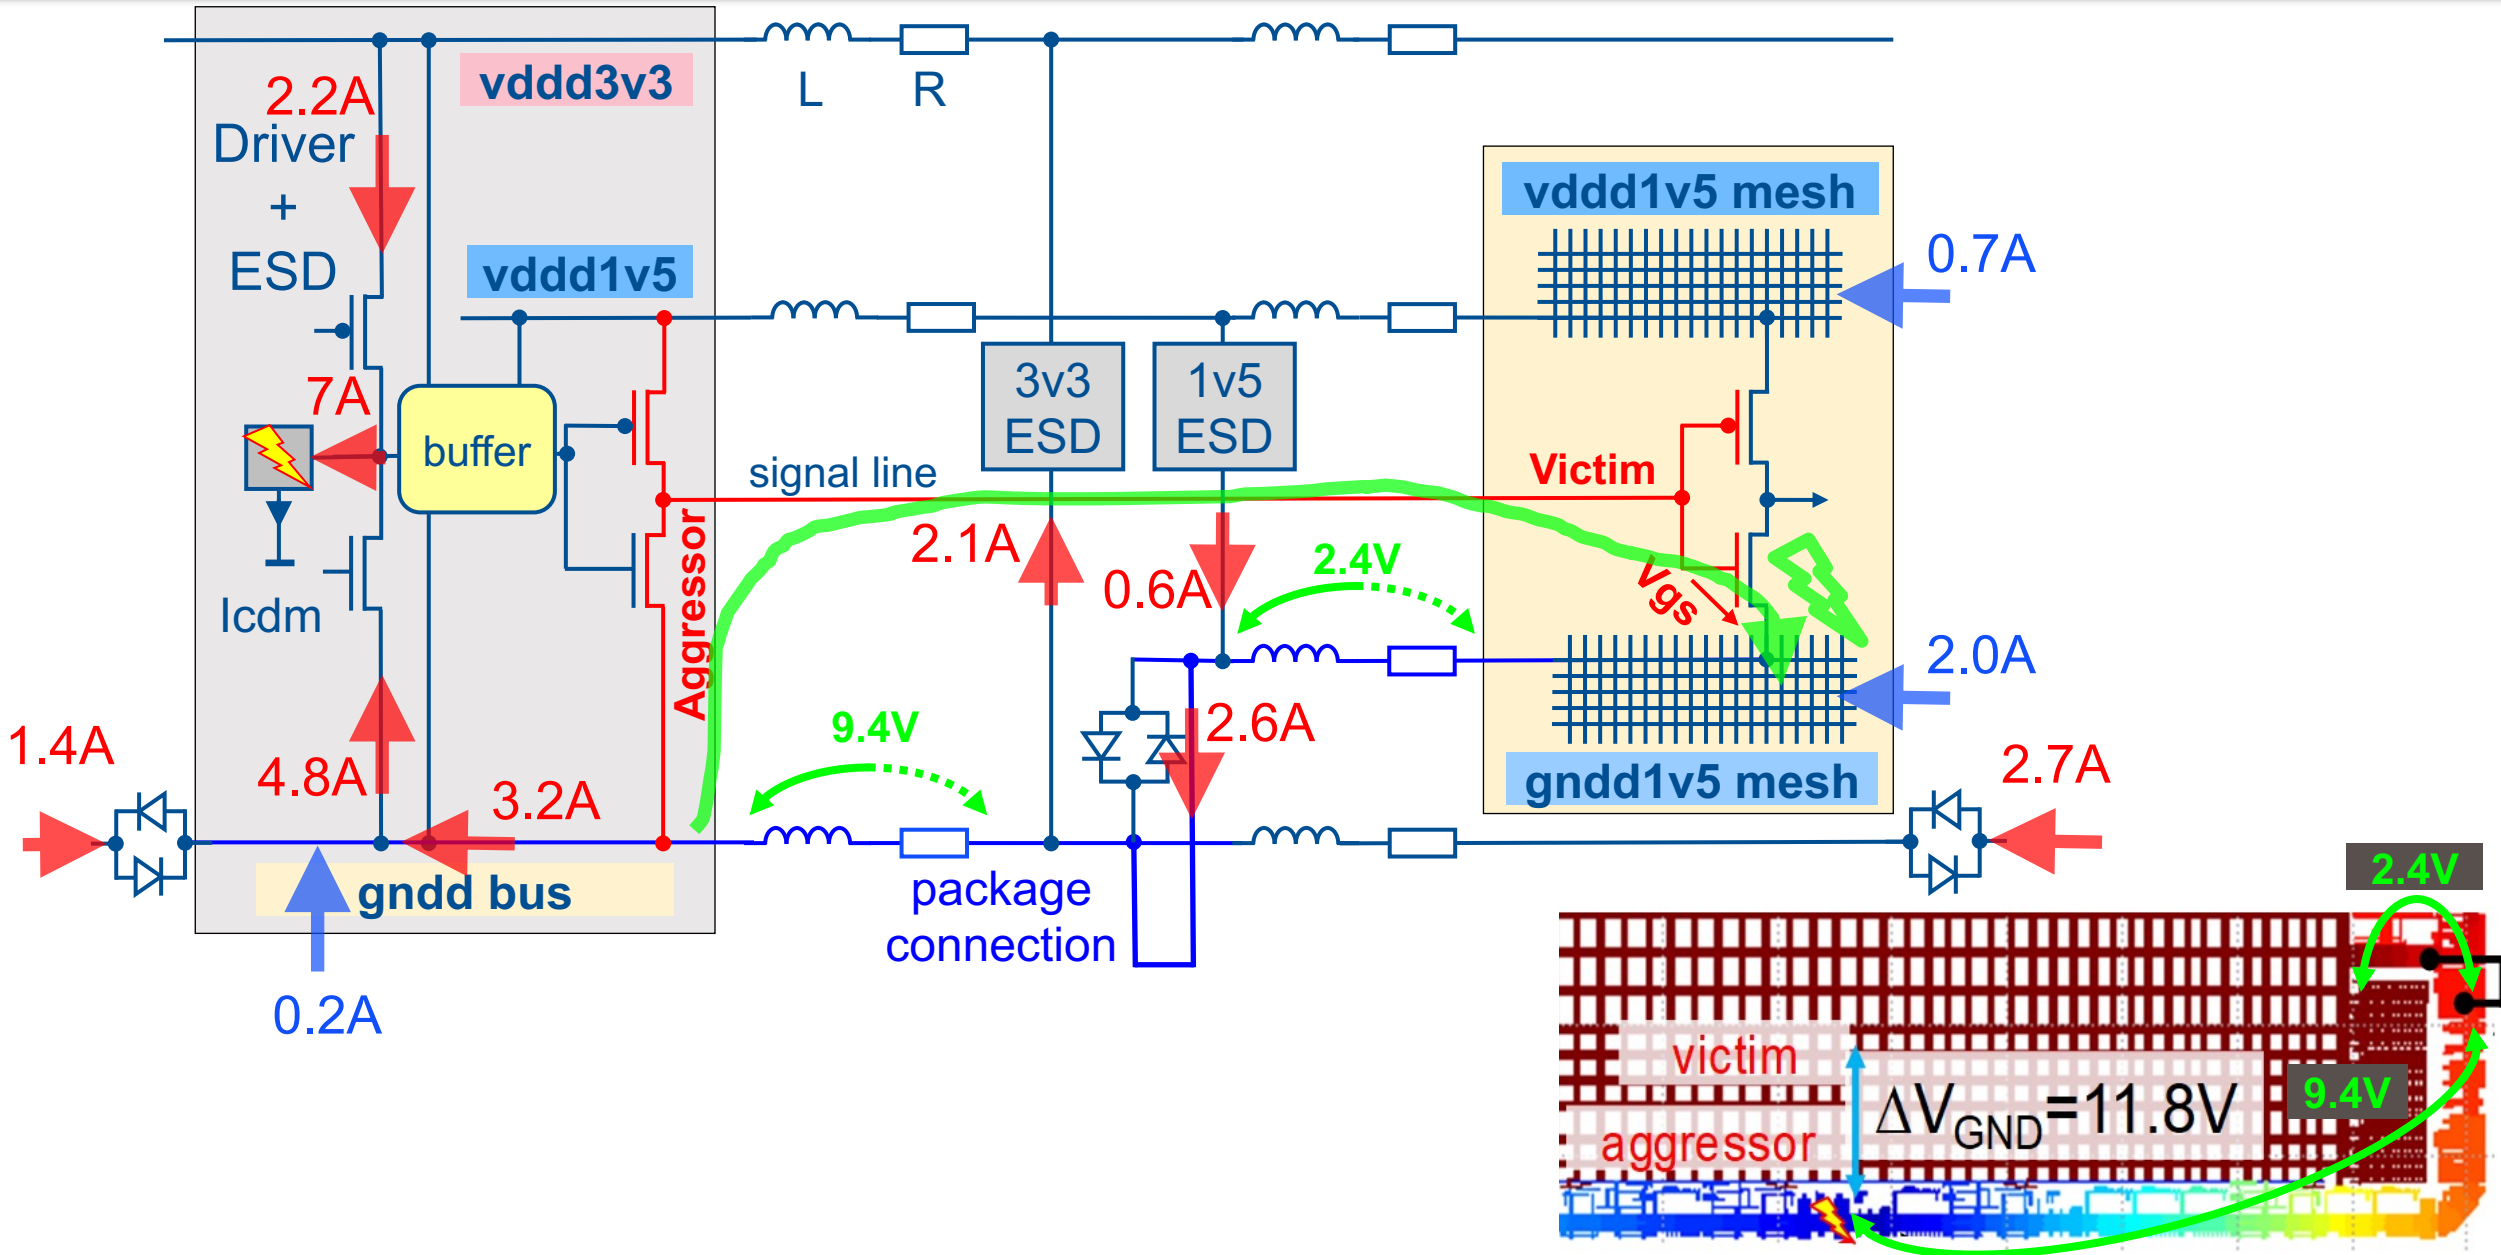 vddd3v3
2.2A
L
R
Driver
+
ESD
vddd1v5 mesh
0.7A
vddd1v5
3v3
ESD
1v5
ESD
7A
buffer
signal line
Victim
Aggressor
2.1A
0.6A
2.4V
Vgs
Icdm
2.0A
9.4V
2.6A
1.4A
4.8A
3.2A
gndd1v5 mesh
2.7A
gndd bus
package
connection
0.2A
2.4V
victim
aggressor
ΔVGND=11.8V
9.4V